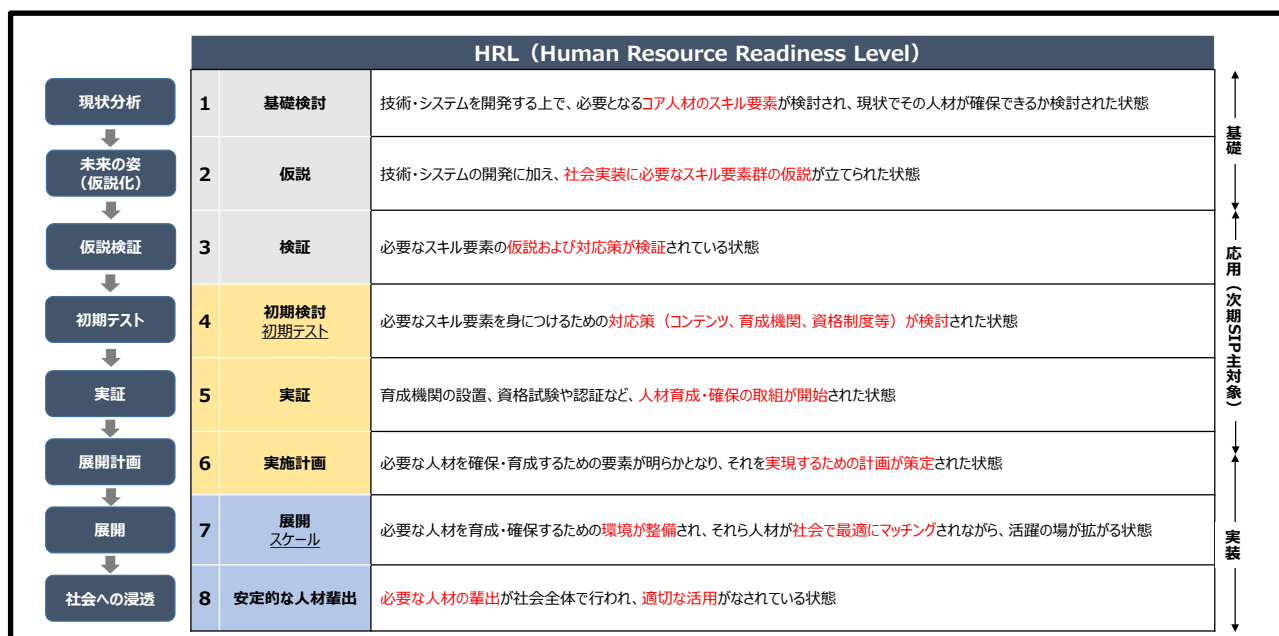 HRL（Human Resource Readiness Level）
現状分析
1
基礎検討
技術・システムを開発する上で、必要となるコア人材のスキル要素が検討され、現状でその人材が確保できるか検討された状態
未来の姿
（仮説化）
2
仮説
技術・システムの開発に加え、社会実装に必要なスキル要素群の仮説が立てられた状態
基礎
仮説検証
3
検証
必要なスキル要素の仮説および対応策が検証されている状態
初期テスト
4
初期検討
初期テスト
必要なスキル要素を身につけるための対応策（コンテンツ、育成機関、資格制度等）が検討された状態
実証
5
実証
育成機関の設置、資格試験や認証など、人材育成・確保の取組が開始された状態
応用（次期SIP主対象）
展開計画
6
実施計画
必要な人材を確保・育成するための要素が明らかとなり、それを実現するための計画が策定された状態
展開
7
展開
スケール
必要な人材を育成・確保するための環境が整備され、それら人材が社会で最適にマッチングされながら、活躍の場が拡がる状態
社会への浸透
8
安定的な人材輩出
必要な人材の輩出が社会全体で行われ、適切な活用がなされている状態
実装